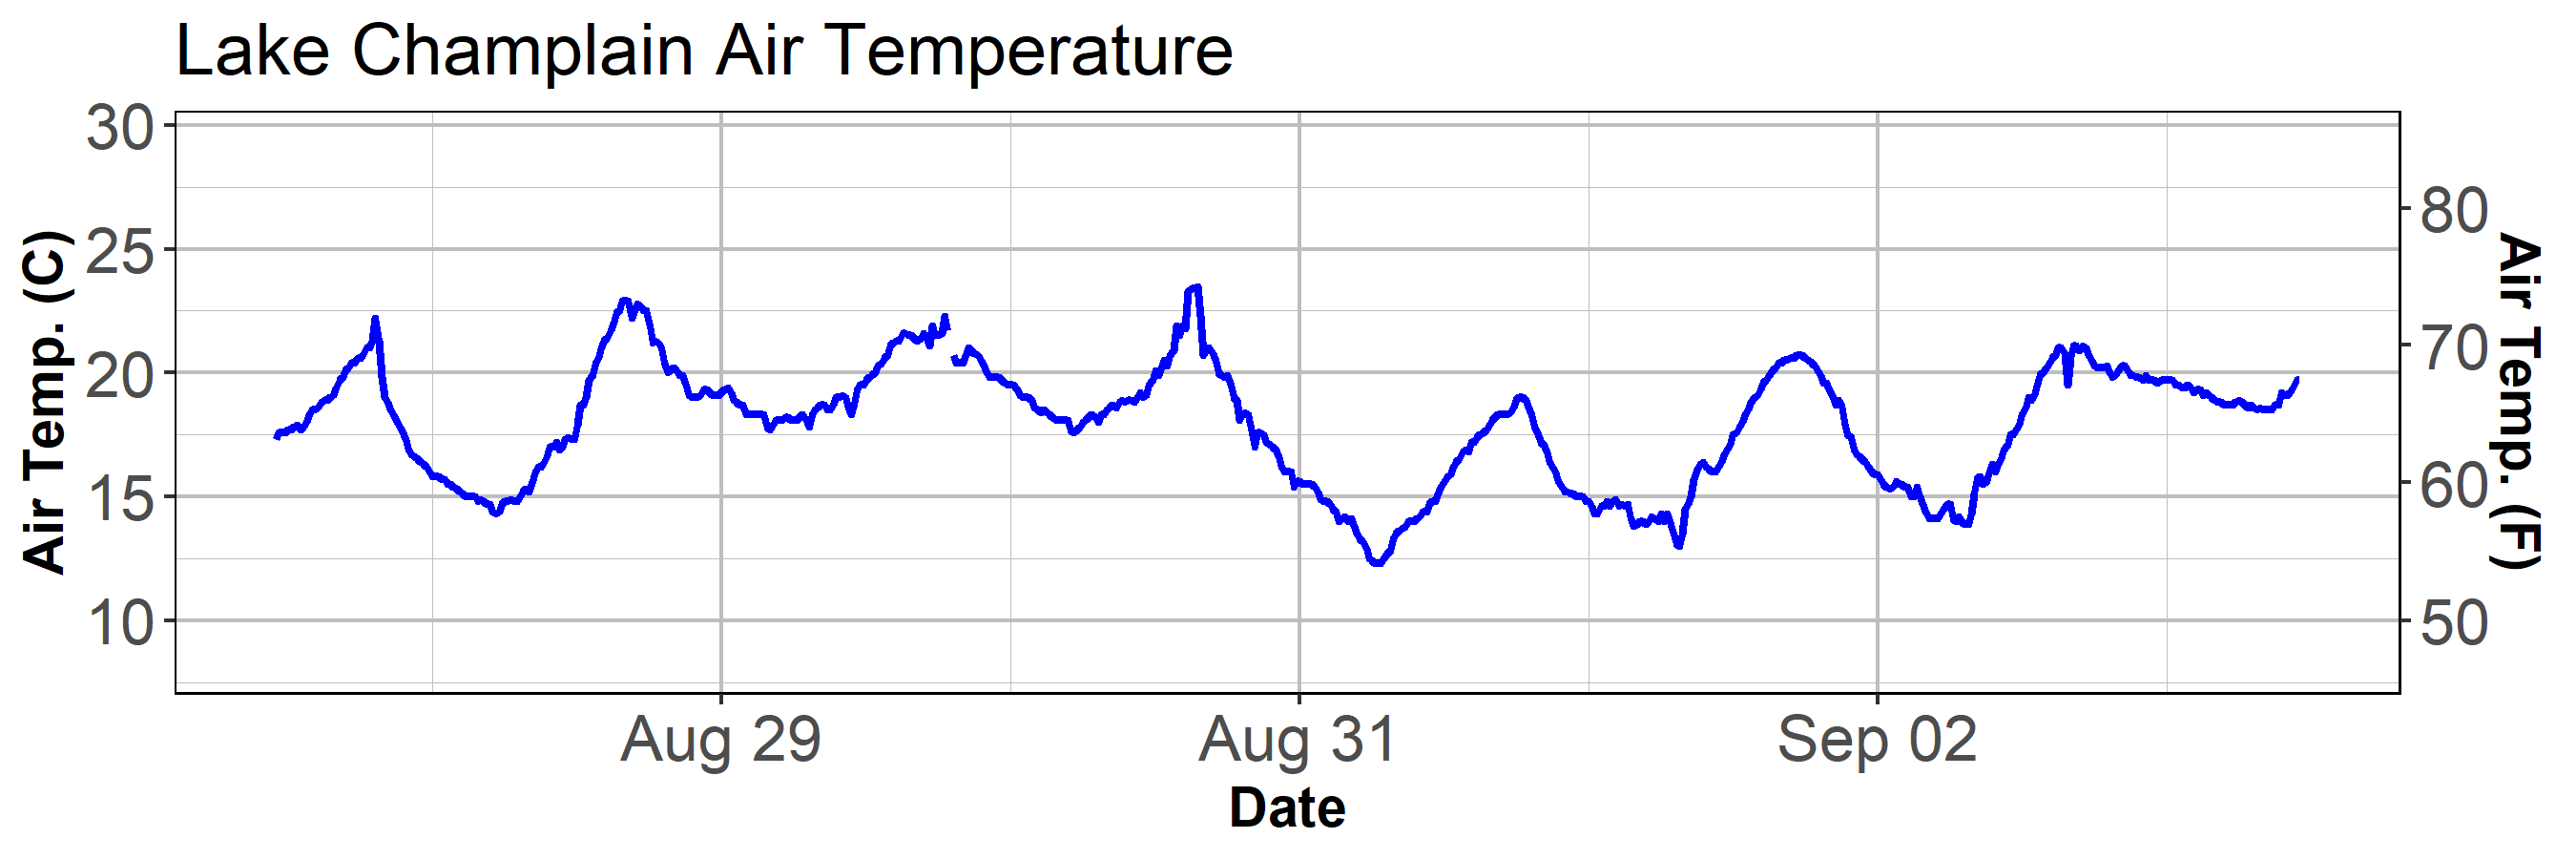 Lake Champlain Air Temperature
Air Temp. (C)
30
25
20
15
10
80
70
60
50
Air Temp. (F)
Aug 29
Aug 31
Sep 02
Date